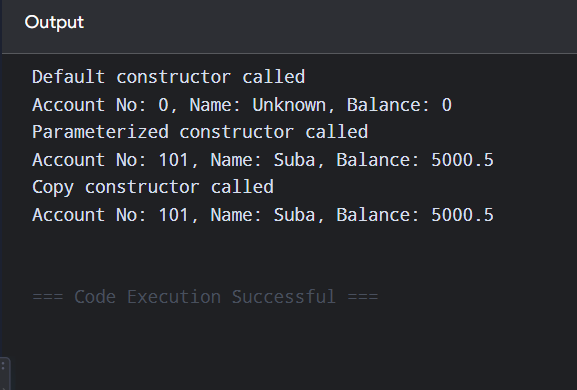 Output
Default constructor called
Account No: 0, Name: Unknown, Balance: 0
Parameterized constructor called
Account No: 101, Name: Suba, Balance: 5000.5
Copy constructor called
Account No: 101, Name: Suba, Balance: 5000.5
=== Code Execution Successful ===